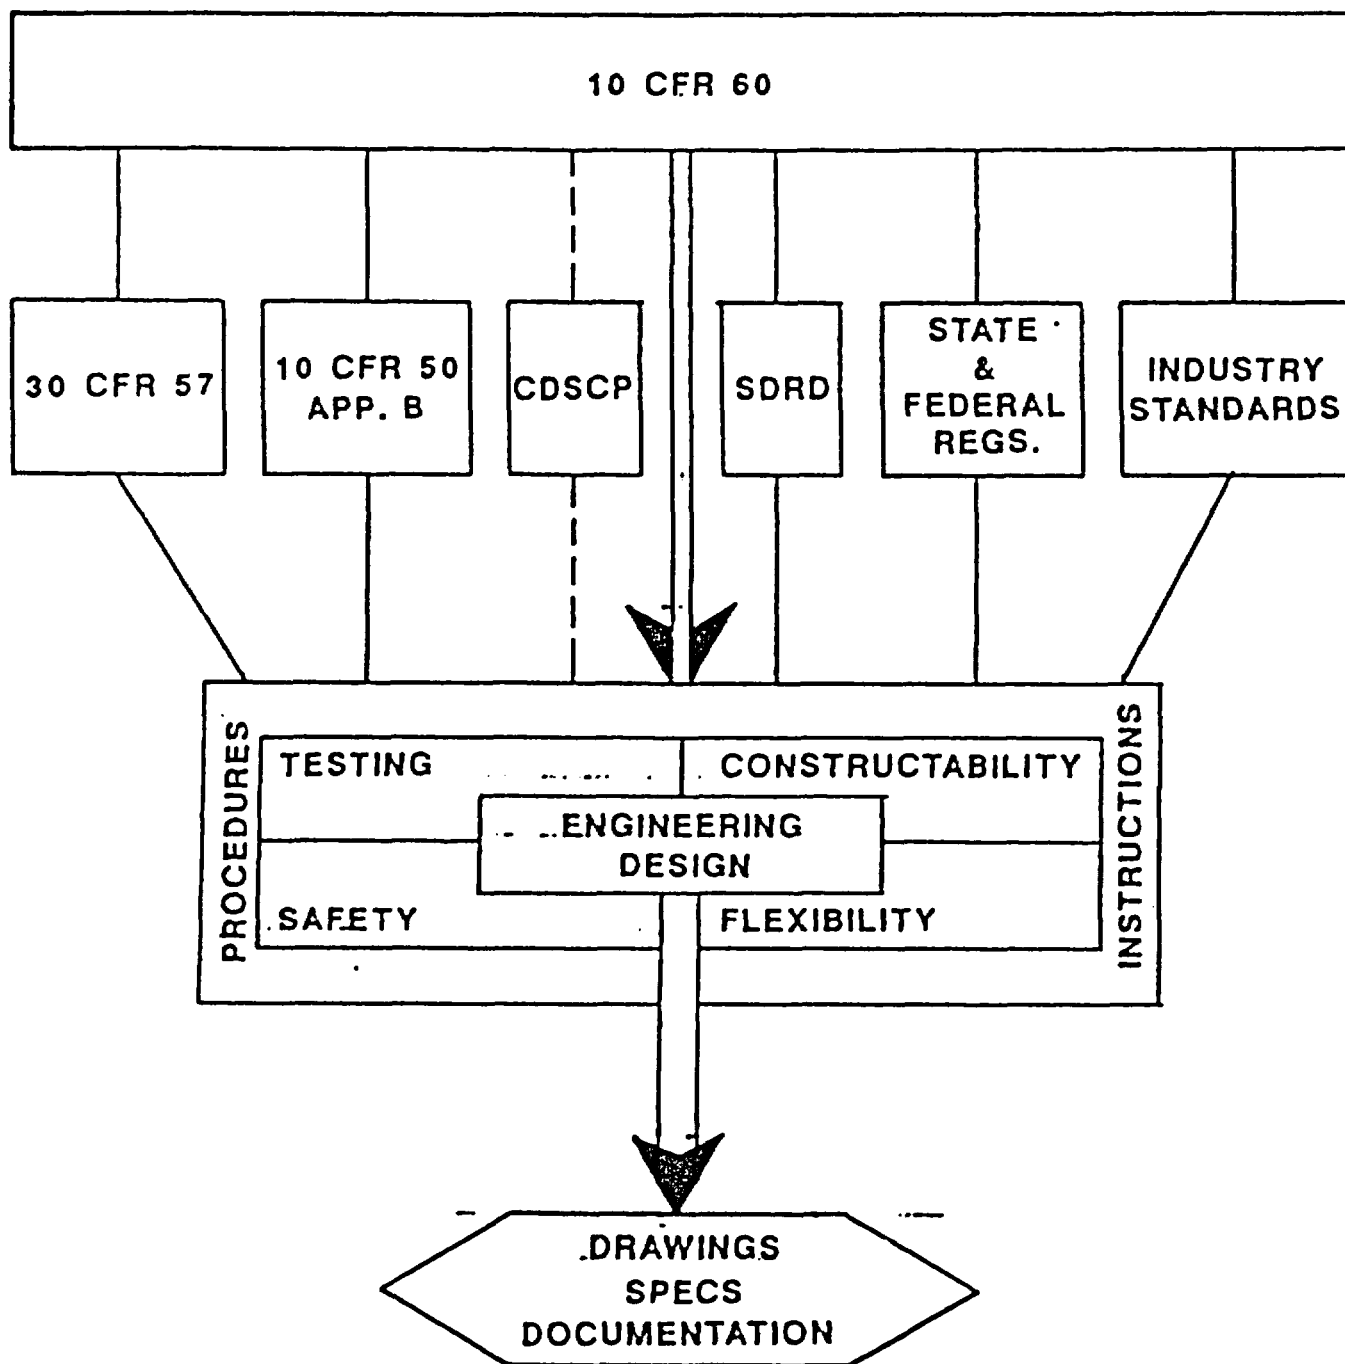 10 CFR 60
30 CFR 57
10 CFR 50
APP. B
CDSCP
SDRD
STATE
&
FEDERAL
REGS.
INDUSTRY
STANDARDS
PROCEDURES
TESTING
CONSTRUCTABILITY
ENGINEERING
DESIGN
SAFETY
FLEXIBILITY
INSTRUCTIONS
DRAWINGS
SPECS
DOCUMENTATION